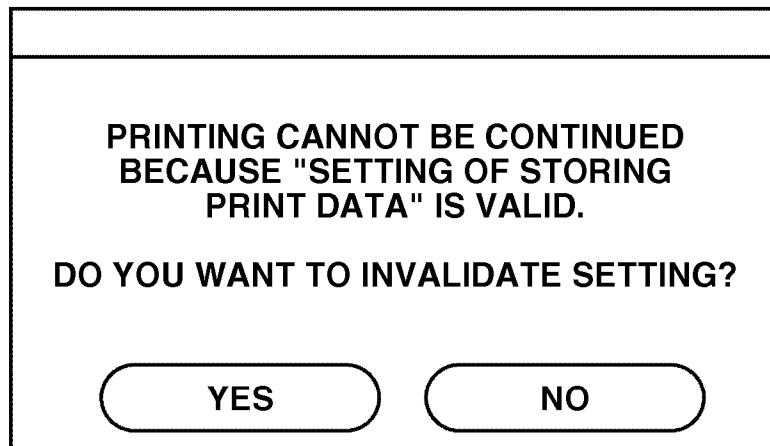 PRINTING CANNOT BE CONTINUED
BECAUSE "SETTING OF STORING
PRINT DATA" IS VALID.
DO YOU WANT TO INVALIDATE SETTING?
YES NO